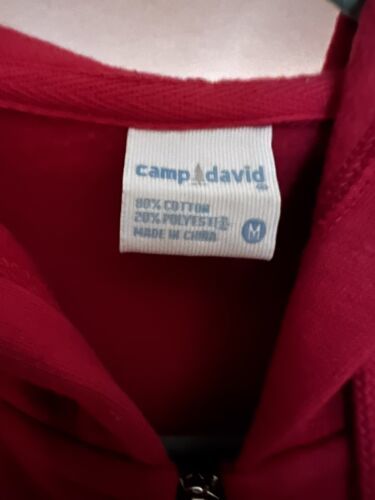 camp david
80% COTTON
20% POLYESTER
MADE IN CHINA
M